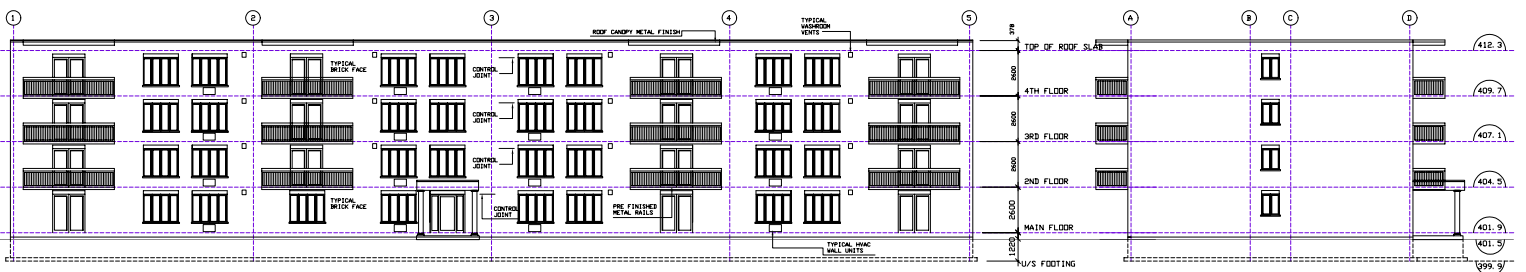 1
2
3
4
5
A
B
C
D
ROOF CANOPY METAL FINISH
TYPICAL
WASHROOM
VENTS
378
TOP OF ROOF SLAB
412.3
TYPICAL
BRICK FACE
CONTROL
JOINT
2600
4TH FLOOR
409.7
CONTROL
JOINT
2600
3RD FLOOR
407.1
CONTROL
JOINT
2600
2ND FLOOR
404.5
TYPICAL
BRICK FACE
CONTROL
JOINT
PRE FINISHED
METAL RAILS
2600
MAIN FLOOR
401.9
TYPICAL HVAC
WALL UNITS
1220
401.5
U/S FOOTING
399.9